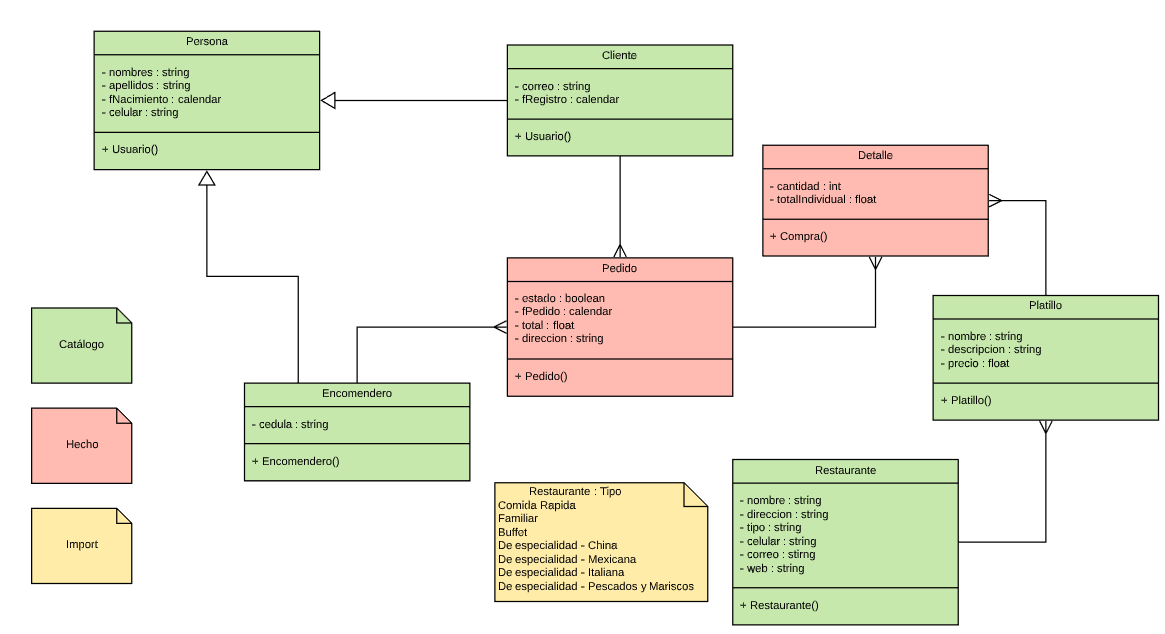 Persona
- nombres : string
- apellidos : string
- fNacimiento : calendar
- celular : string
+ Usuario()
Cliente
- correo : string
- fRegistro : calendar
+ Usuario()
Detalle
- cantidad : int
- totalIndividual : float
+ Compra()
Pedido
- estado : boolean
- fPedido : calendar
- total : float
- direccion : string
+ Pedido()
Platillo
- nombre : string
- descripcion : string
- precio : float
+ Platillo()
Catálogo
Hecho
Import
Encomendero
- cedula : string
+ Encomendero()
Restaurante : Tipo
Comida Rapida
Familiar
Buffet
De especialidad - China
De especialidad - Mexicana
De especialidad - Italiana
De especialidad - Pescados y Mariscos
Restaurante
- nombre : string
- direccion : string
- tipo : string
- celular : string
- correo : stirng
- web : string
+ Restaurante()